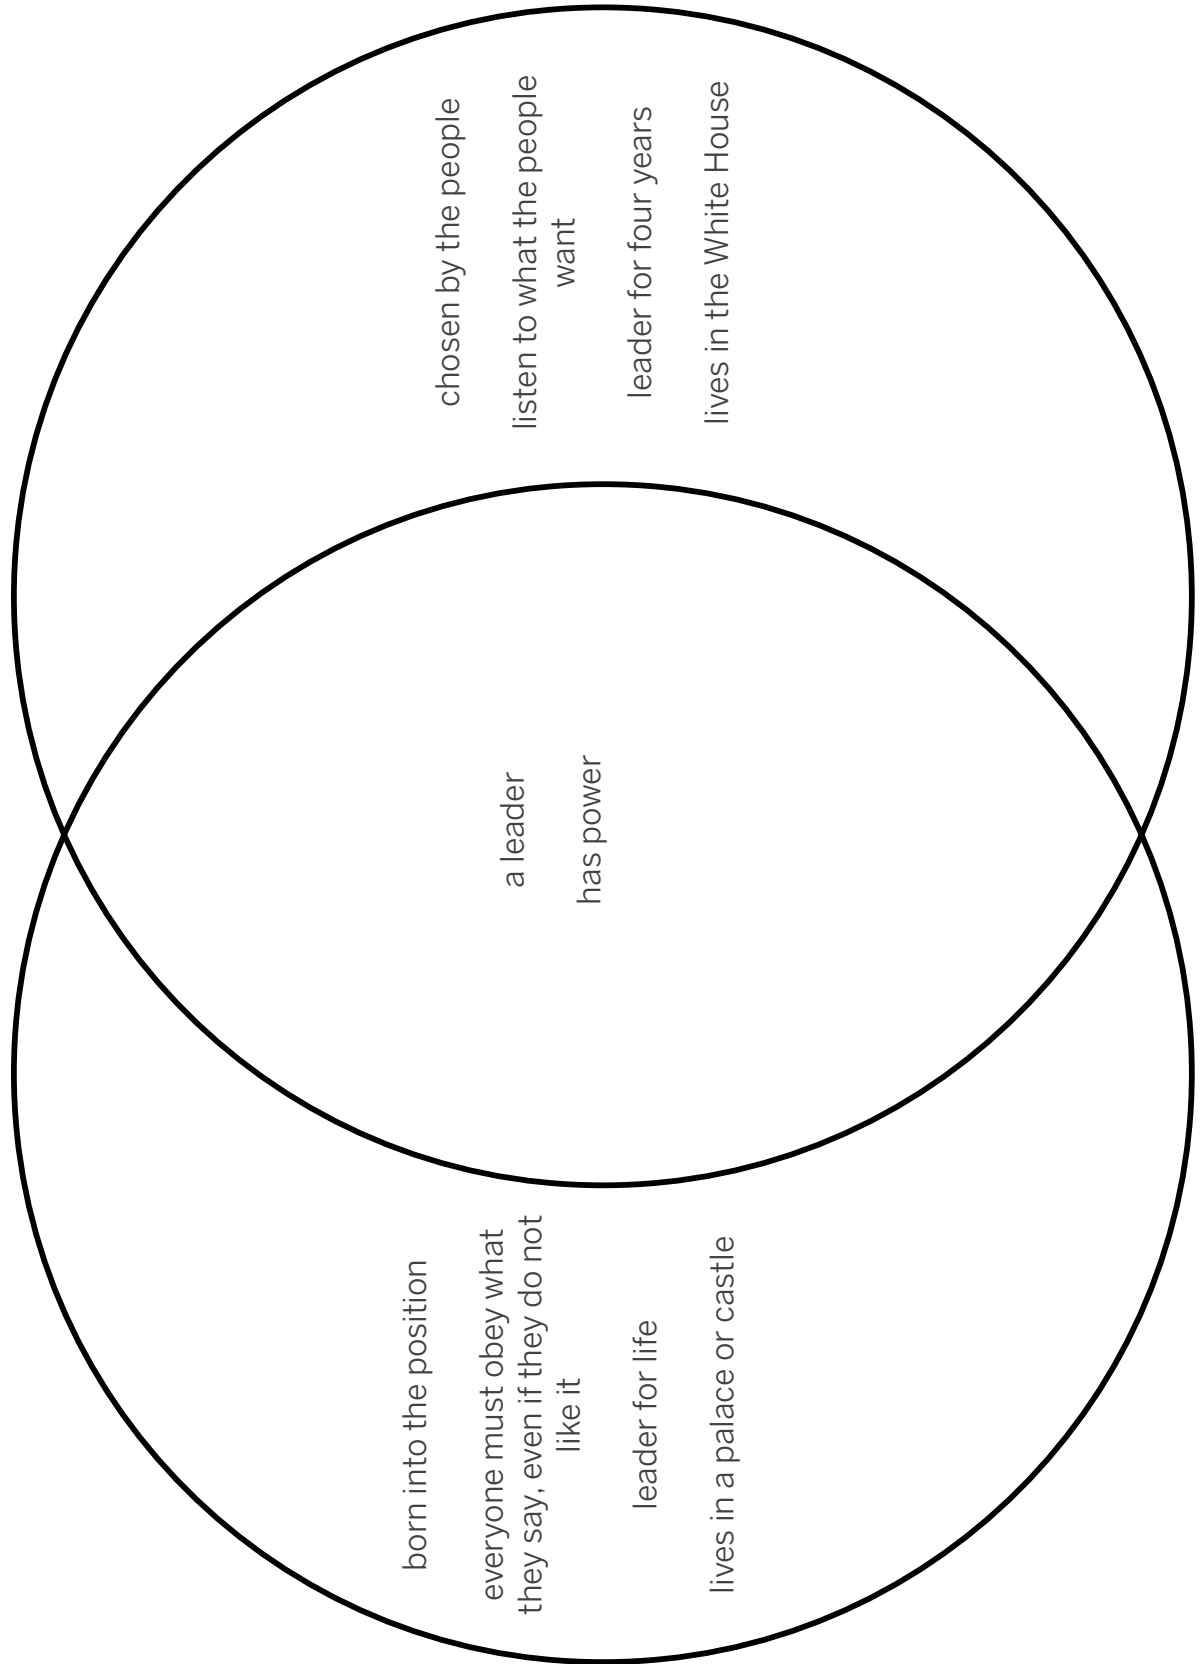 born into the position
everyone must obey what
they say, even if they do not
like it
leader for life
lives in a palace or castle
a leader
has power
chosen by the people
listen to what the people
want
leader for four years
lives in the White House